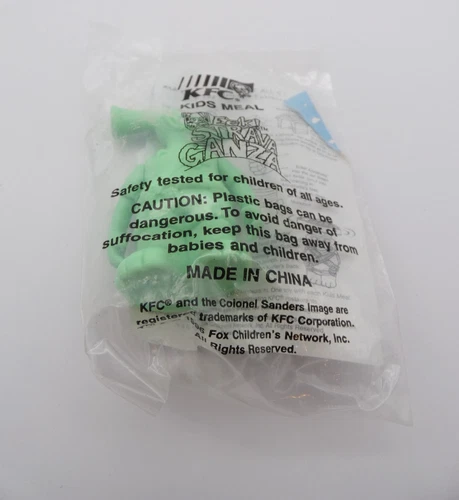 KFC®
KIDS MEAL
STRAVA
GANZA
Safety tested for children of all ages.
CAUTION: Plastic bags can be
dangerous. To avoid danger of
suffocation, keep this bag away from
babies and children.
MADE IN CHINA
KFC® and the Colonel Sanders image are
registered trademarks of KFC Corporation.
Fox Children's Network, Inc.
All Rights Reserved.